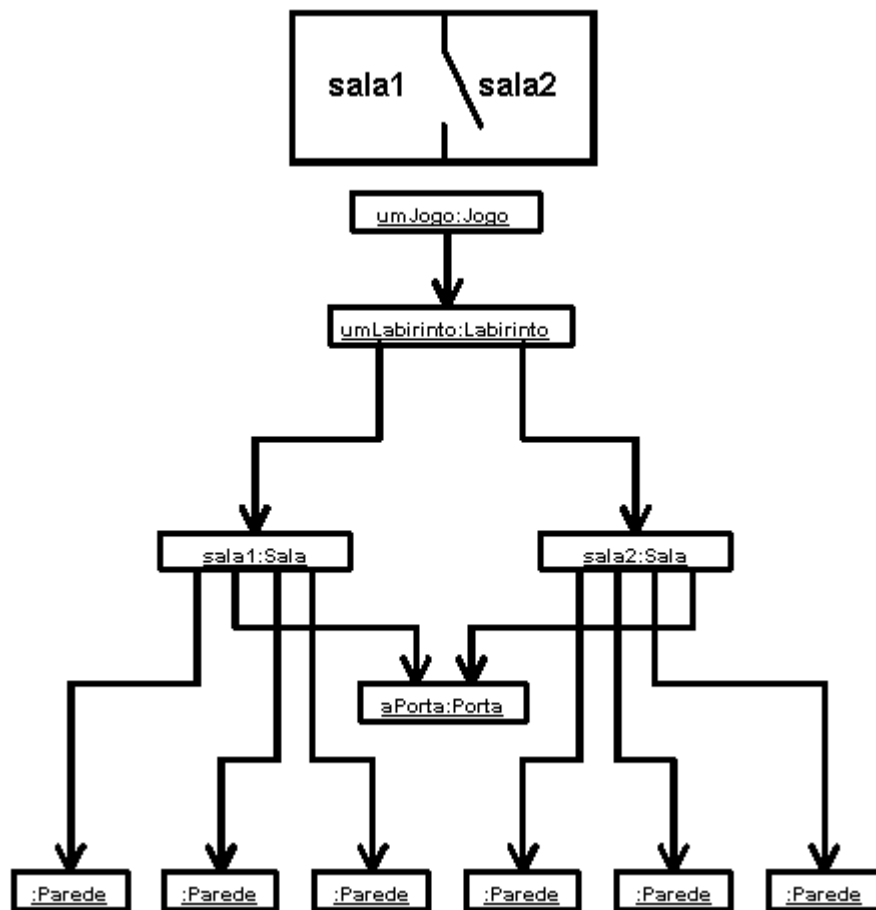 sala1 sala2
umJogo:Jogo
umLabirinto:Labirinto
sala1:Sala sala2:Sala
aPorta:Porta
:Parede :Parede :Parede :Parede :Parede :Parede